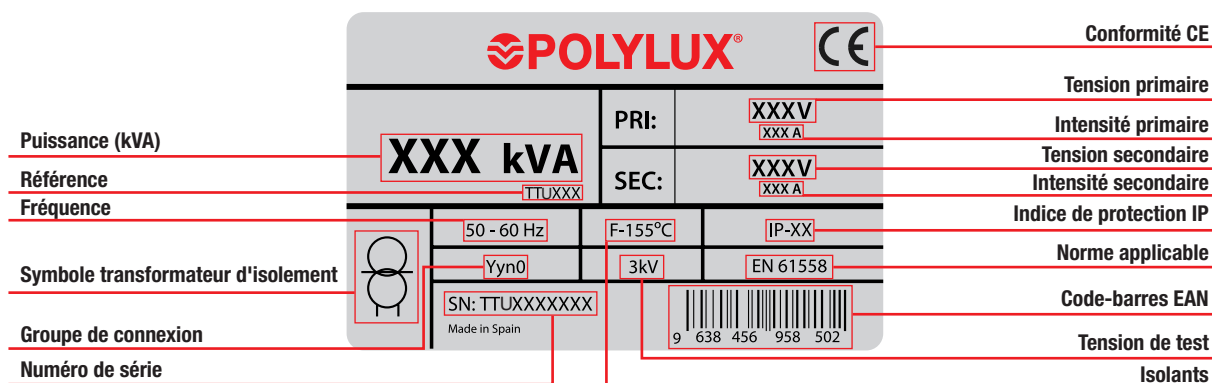 POLYLUX®
CE
Conformité CE
Tension primaire
Intensité primaire
Tension secondaire
Intensité secondaire
Indice de protection IP
Norme applicable
Code-barres EAN
Tension de test
Isolants
Puissance (kVA)
Référence
Fréquence
Symbole transformateur d'isolement
Groupe de connexion
Numéro de série
XXX kVA
TTUXXX
PRI:
XXXV
XXX A
SEC:
XXXV
XXX A
50 - 60 Hz
F-155ºC
IP-XX
Yyn0
3kV
EN 61558
SN: TTUXXXXXXX
Made in Spain
9 638 456 958 502